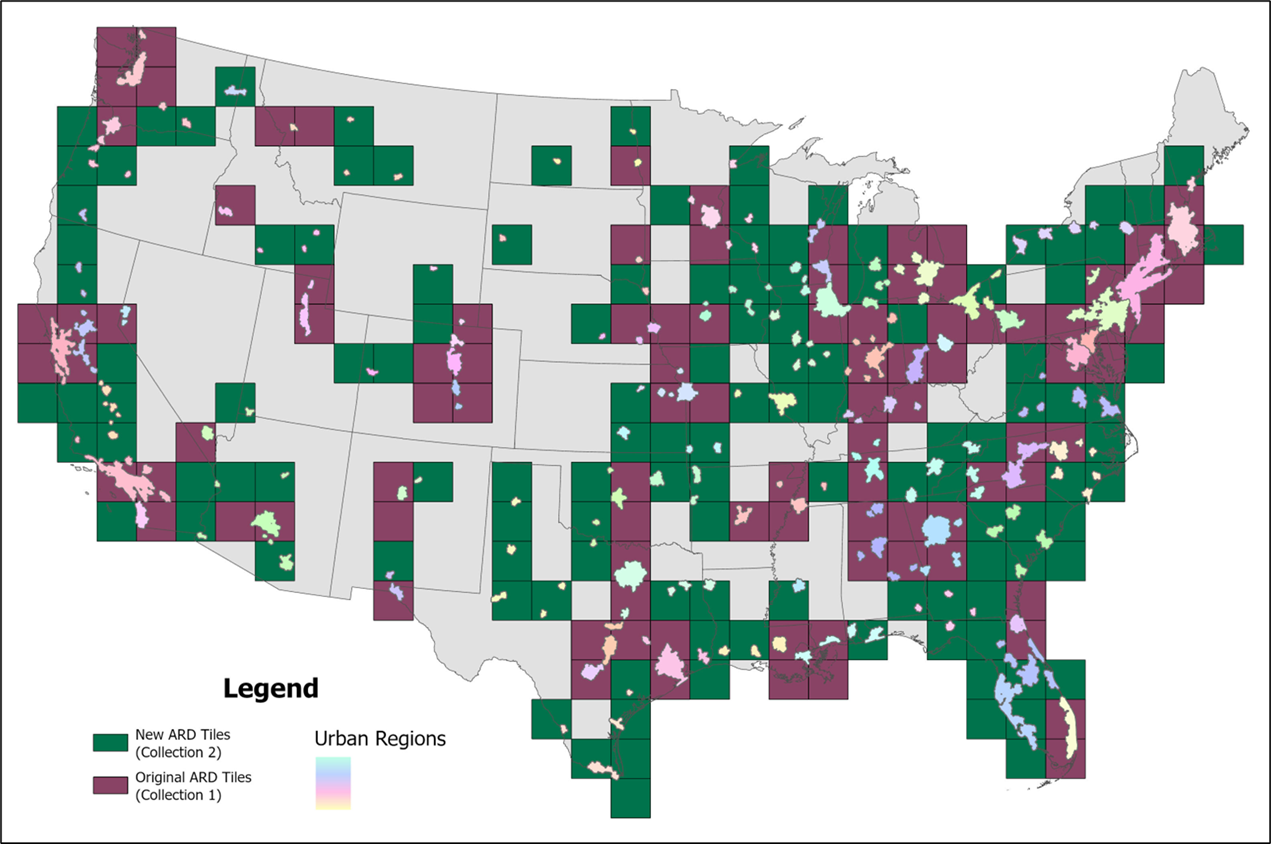 Legend
New ARD Tiles
(Collection 2)
Original ARD Tiles
(Collection 1)
Urban Regions